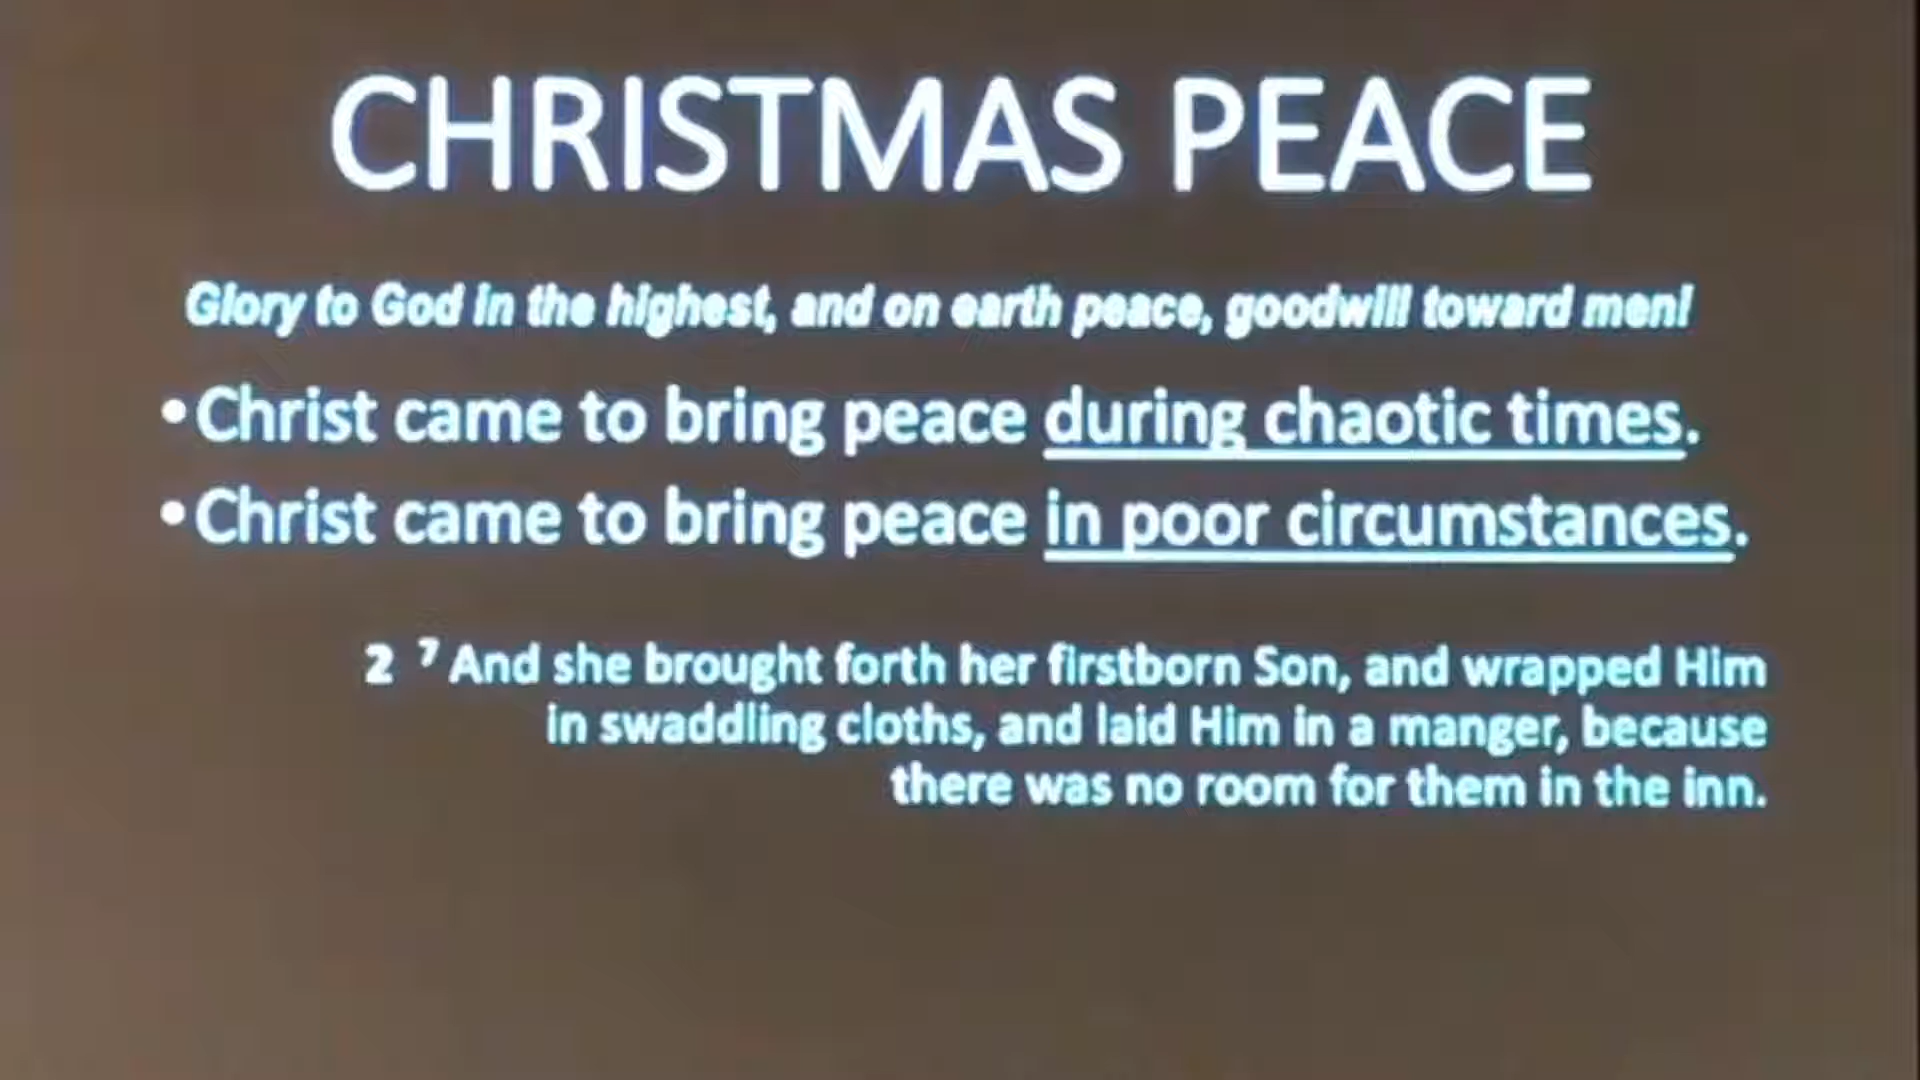 CHRISTMAS PEACE
Glory to God in the highest, and on earth peace, goodwill toward men!
•Christ came to bring peace during chaotic times.
•Christ came to bring peace in poor circumstances.
2 ⁷ And she brought forth her firstborn Son, and wrapped Him
in swaddling cloths, and laid Him in a manger, because
there was no room for them in the inn.